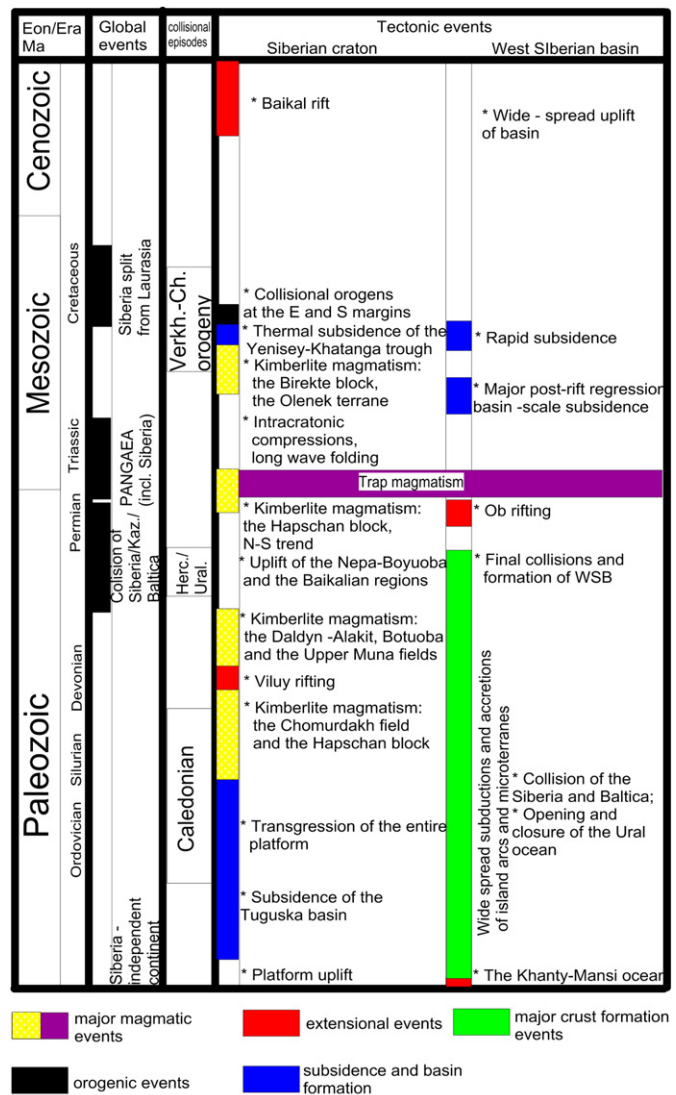 Eon/Era
Ma
Global
events
collisional
episodes
Tectonic events
Siberian craton
West SIberian basin
Cenozoic
Mesozoic
Paleozoic
Cretaceous
Triassic
Permian
Devonian
Silurian
Ordovician
Siberia split
from Laurasia
PANGAEA
(incl. Siberia)
Colision of
Siberia/Kaz./
Baltica
Siberia -
independent
continent
Verkh.-Ch.
orogeny
Herc./
Ural.
Caledonian
* Baikal rift
* Collisional orogens
at the E and S margins
* Thermal subsidence of the
Yenisey-Khatanga trough
* Kimberlite magmatism:
the Birekte block,
the Olenek terrane
* Intracratonic
compressions,
long wave folding
Trap magmatism
* Kimberlite magmatism:
the Hapschan block,
N-S trend
* Uplift of the Nepa-Boyuoba
and the Baikalian regions
* Kimberlite magmatism:
the Daldyn -Alakit, Botuoba
and the Upper Muna fields
* Viluy rifting
* Kimberlite magmatism:
the Chomurdakh field
and the Hapschan block
* Transgression of the entire
platform
* Subsidence of the
Tuguska basin
* Platform uplift
* Wide - spread uplift
of basin
* Rapid subsidence
* Major post-rift regression
basin -scale subsidence
* Ob rifting
* Final collisions and
formation of WSB
Wide spread subductions and accretions
of island arcs and microterranes
* Collision of the
Siberia and Baltica;
* Opening and
closure of the Ural
ocean
* The Khanty-Mansi ocean
major magmatic
events
extensional events
major crust formation
events
orogenic events
subsidence and basin
formation